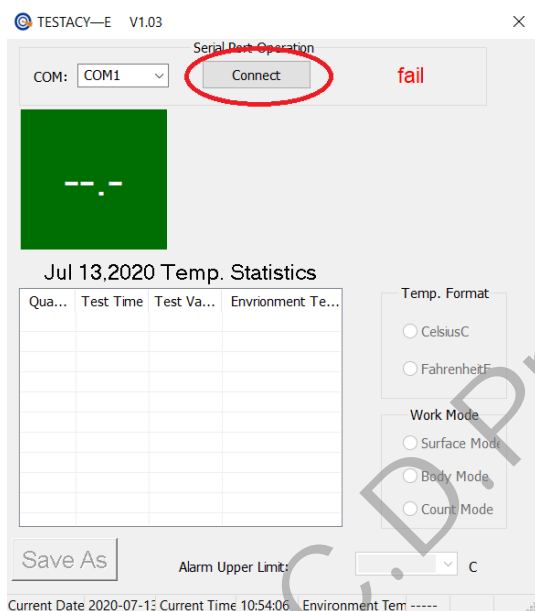 TESTACY—E V1.03
Serial Port Operation
COM: COM1 Connect fail
--.-
Jul 13,2020 Temp. Statistics
Qua... Test Time Test Va... Envrionment Te...
Temp. Format
CelsiusC
FahrenheitF
Work Mode
Surface Mode
Body Mode
Count Mode
Save As Alarm Upper Limit: C
Current Date 2020-07-13 Current Time 10:54:06 Environment Tem -----